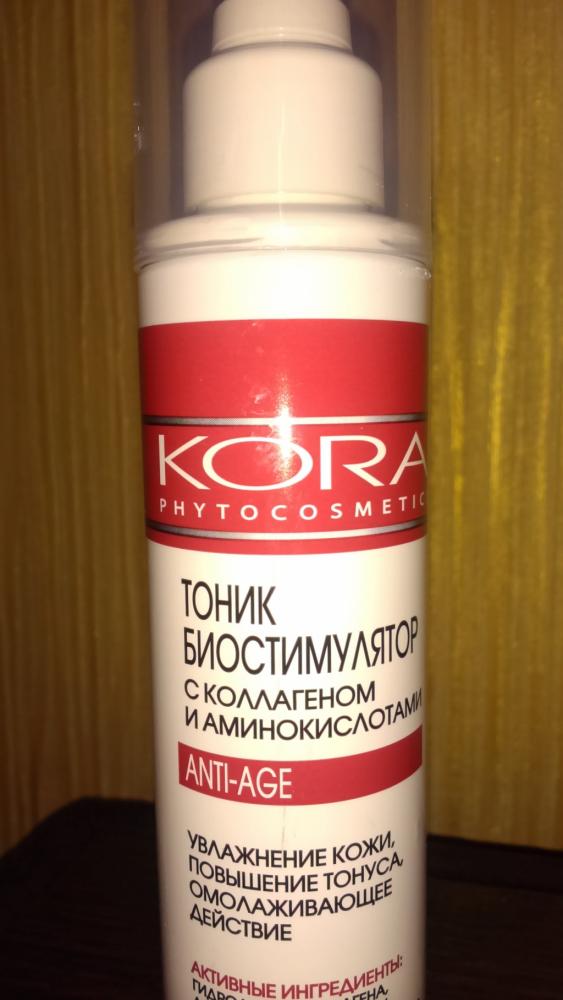 KORA
PHYTOCOSMETIC
ТОНИК
БИОСТИМУЛЯТОР
С КОЛЛАГЕНОМ
И АМИНОКИСЛОТАМИ
ANTI-AGE
УВЛАЖНЕНИЕ КОЖИ,
ПОВЫШЕНИЕ ТОНУСА,
ОМОЛАЖИВАЮЩЕЕ
ДЕЙСТВИЕ
АКТИВНЫЕ ИНГРЕДИЕНТЫ: